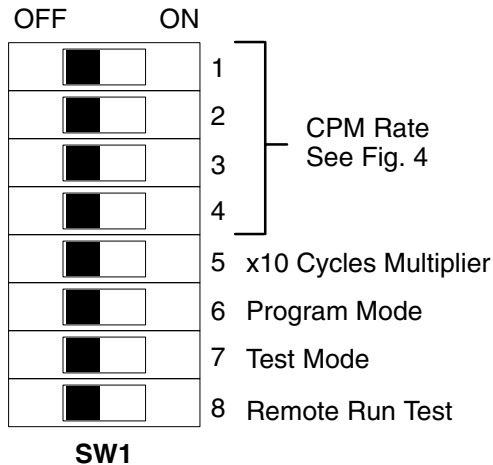 OFF ON
1
2
CPM Rate
3
See Fig. 4
4
5 x10 Cycles Multiplier
6 Program Mode
7 Test Mode
8 Remote Run Test
SW1